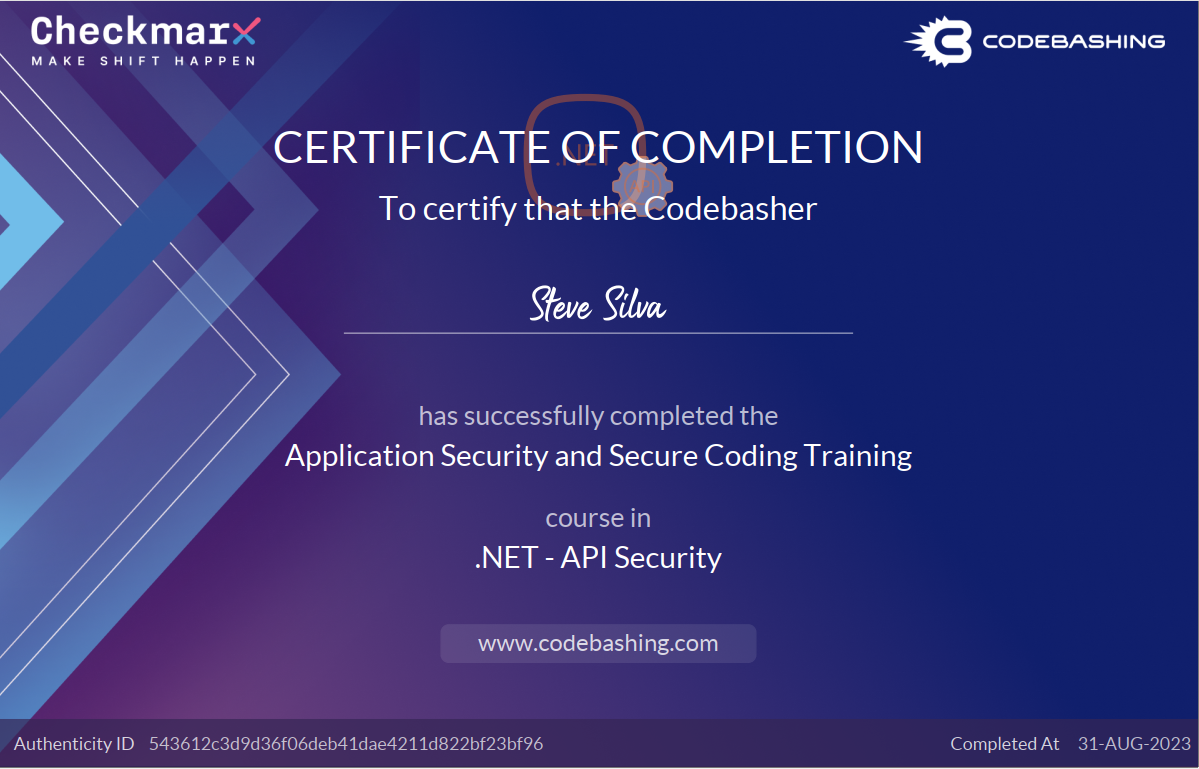 Checkmarx
MAKE SHIFT HAPPEN
CODEBASHING
CERTIFICATE OF COMPLETION
.NET
API
To certify that the Codebasher
Steve Silva
has successfully completed the
Application Security and Secure Coding Training
course in
.NET - API Security
www.codebashing.com
Authenticity ID 543612c3d9d36f06deb41dae4211d822bf23bf96
Completed At 31-AUG-2023